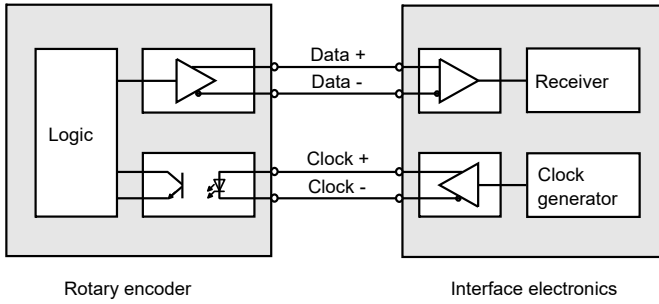 Data +
Data -
Receiver
Logic
Clock +
Clock -
Clock
generator
Rotary encoder
Interface electronics